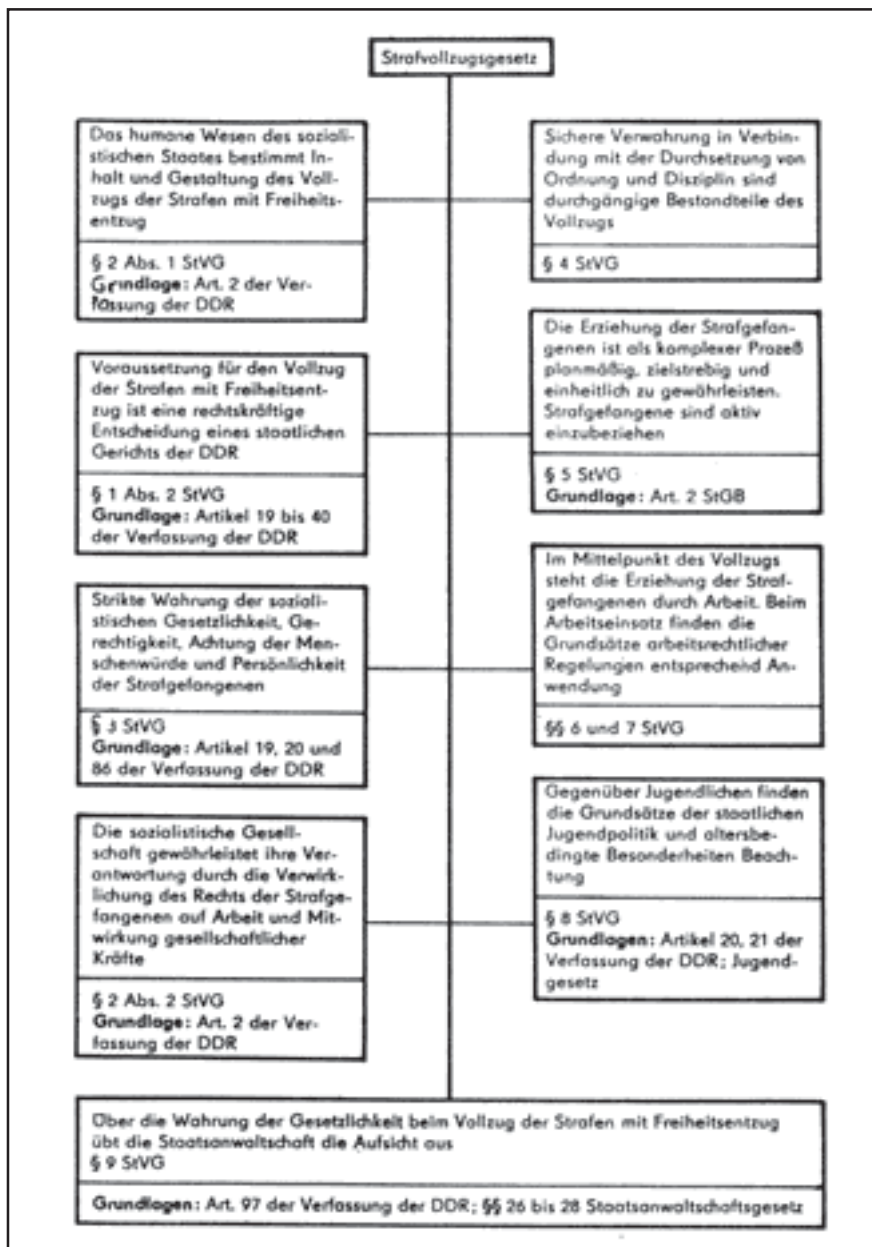 Strafvollzugsgesetz
Das humane Wesen des soziali-
stischen Staates bestimmt In-
halt und Gestaltung des Voll-
zugs der Strafen mit Freiheits-
entzug
§ 2 Abs. 1 StVG
Grundlage: Art. 2 der Ver-
fassung der DDR
Voraussetzung für den Vollzug
der Strafen mit Freiheitsent-
zug ist eine rechtskräftige
Entscheidung eines staatlichen
Gerichts der DDR
§ 1 Abs. 2 StVG
Grundlage: Artikel 19 bis 40
der Verfassung der DDR
Strikte Wahrung der soziali-
stischen Gesetzlichkeit, Ge-
rechtigkeit, Achtung der Men-
schenwürde und Persönlichkeit
der Strafgefangenen
§ 3 StVG
Grundlage: Artikel 19, 20 und
86 der Verfassung der DDR
Die sozialistische Gesell-
schaft gewährleistet ihre Ver-
antwortung durch die Verwirk-
lichung des Rechts der Strafge-
fangenen auf Arbeit und Mit-
wirkung gesellschaftlicher
Kräfte
§ 2 Abs. 2 StVG
Grundlage: Art. 2 der Ver-
fassung der DDR
Sichere Verwahrung in Verbin-
dung mit der Durchsetzung von
Ordnung und Disziplin sind
durchgängige Bestandteile des
Vollzugs
§ 4 StVG
Die Erziehung der Strafgefan-
genen ist als komplexer Prozeß
planmäßig, zielstrebig und
einheitlich zu gewährleisten.
Strafgefangene sind aktiv
einzubeziehen
§ 5 StVG
Grundlage: Art. 2 StGB
Im Mittelpunkt des Vollzugs
steht die Erziehung der Straf-
gefangenen durch Arbeit. Beim
Arbeitseinsatz finden die
Grundsätze arbeitsrechtlicher
Regelungen entsprechend An-
wendung
§§ 6 und 7 StVG
Gegenüber Jugendlichen finden
die Grundsätze der staatlichen
Jugendpolitik und altersbe-
dingte Besonderheiten Beach-
tung
§ 8 StVG
Grundlagen: Artikel 20, 21 der
Verfassung der DDR; Jugend-
gesetz
Über die Wahrung der Gesetzlichkeit beim Vollzug der Strafen mit Freiheitsentzug
übt die Staatsanwaltschaft die Aufsicht aus
§ 9 StVG
Grundlagen: Art. 97 der Verfassung der DDR; §§ 26 bis 28 Staatsanwaltschaftsgesetz